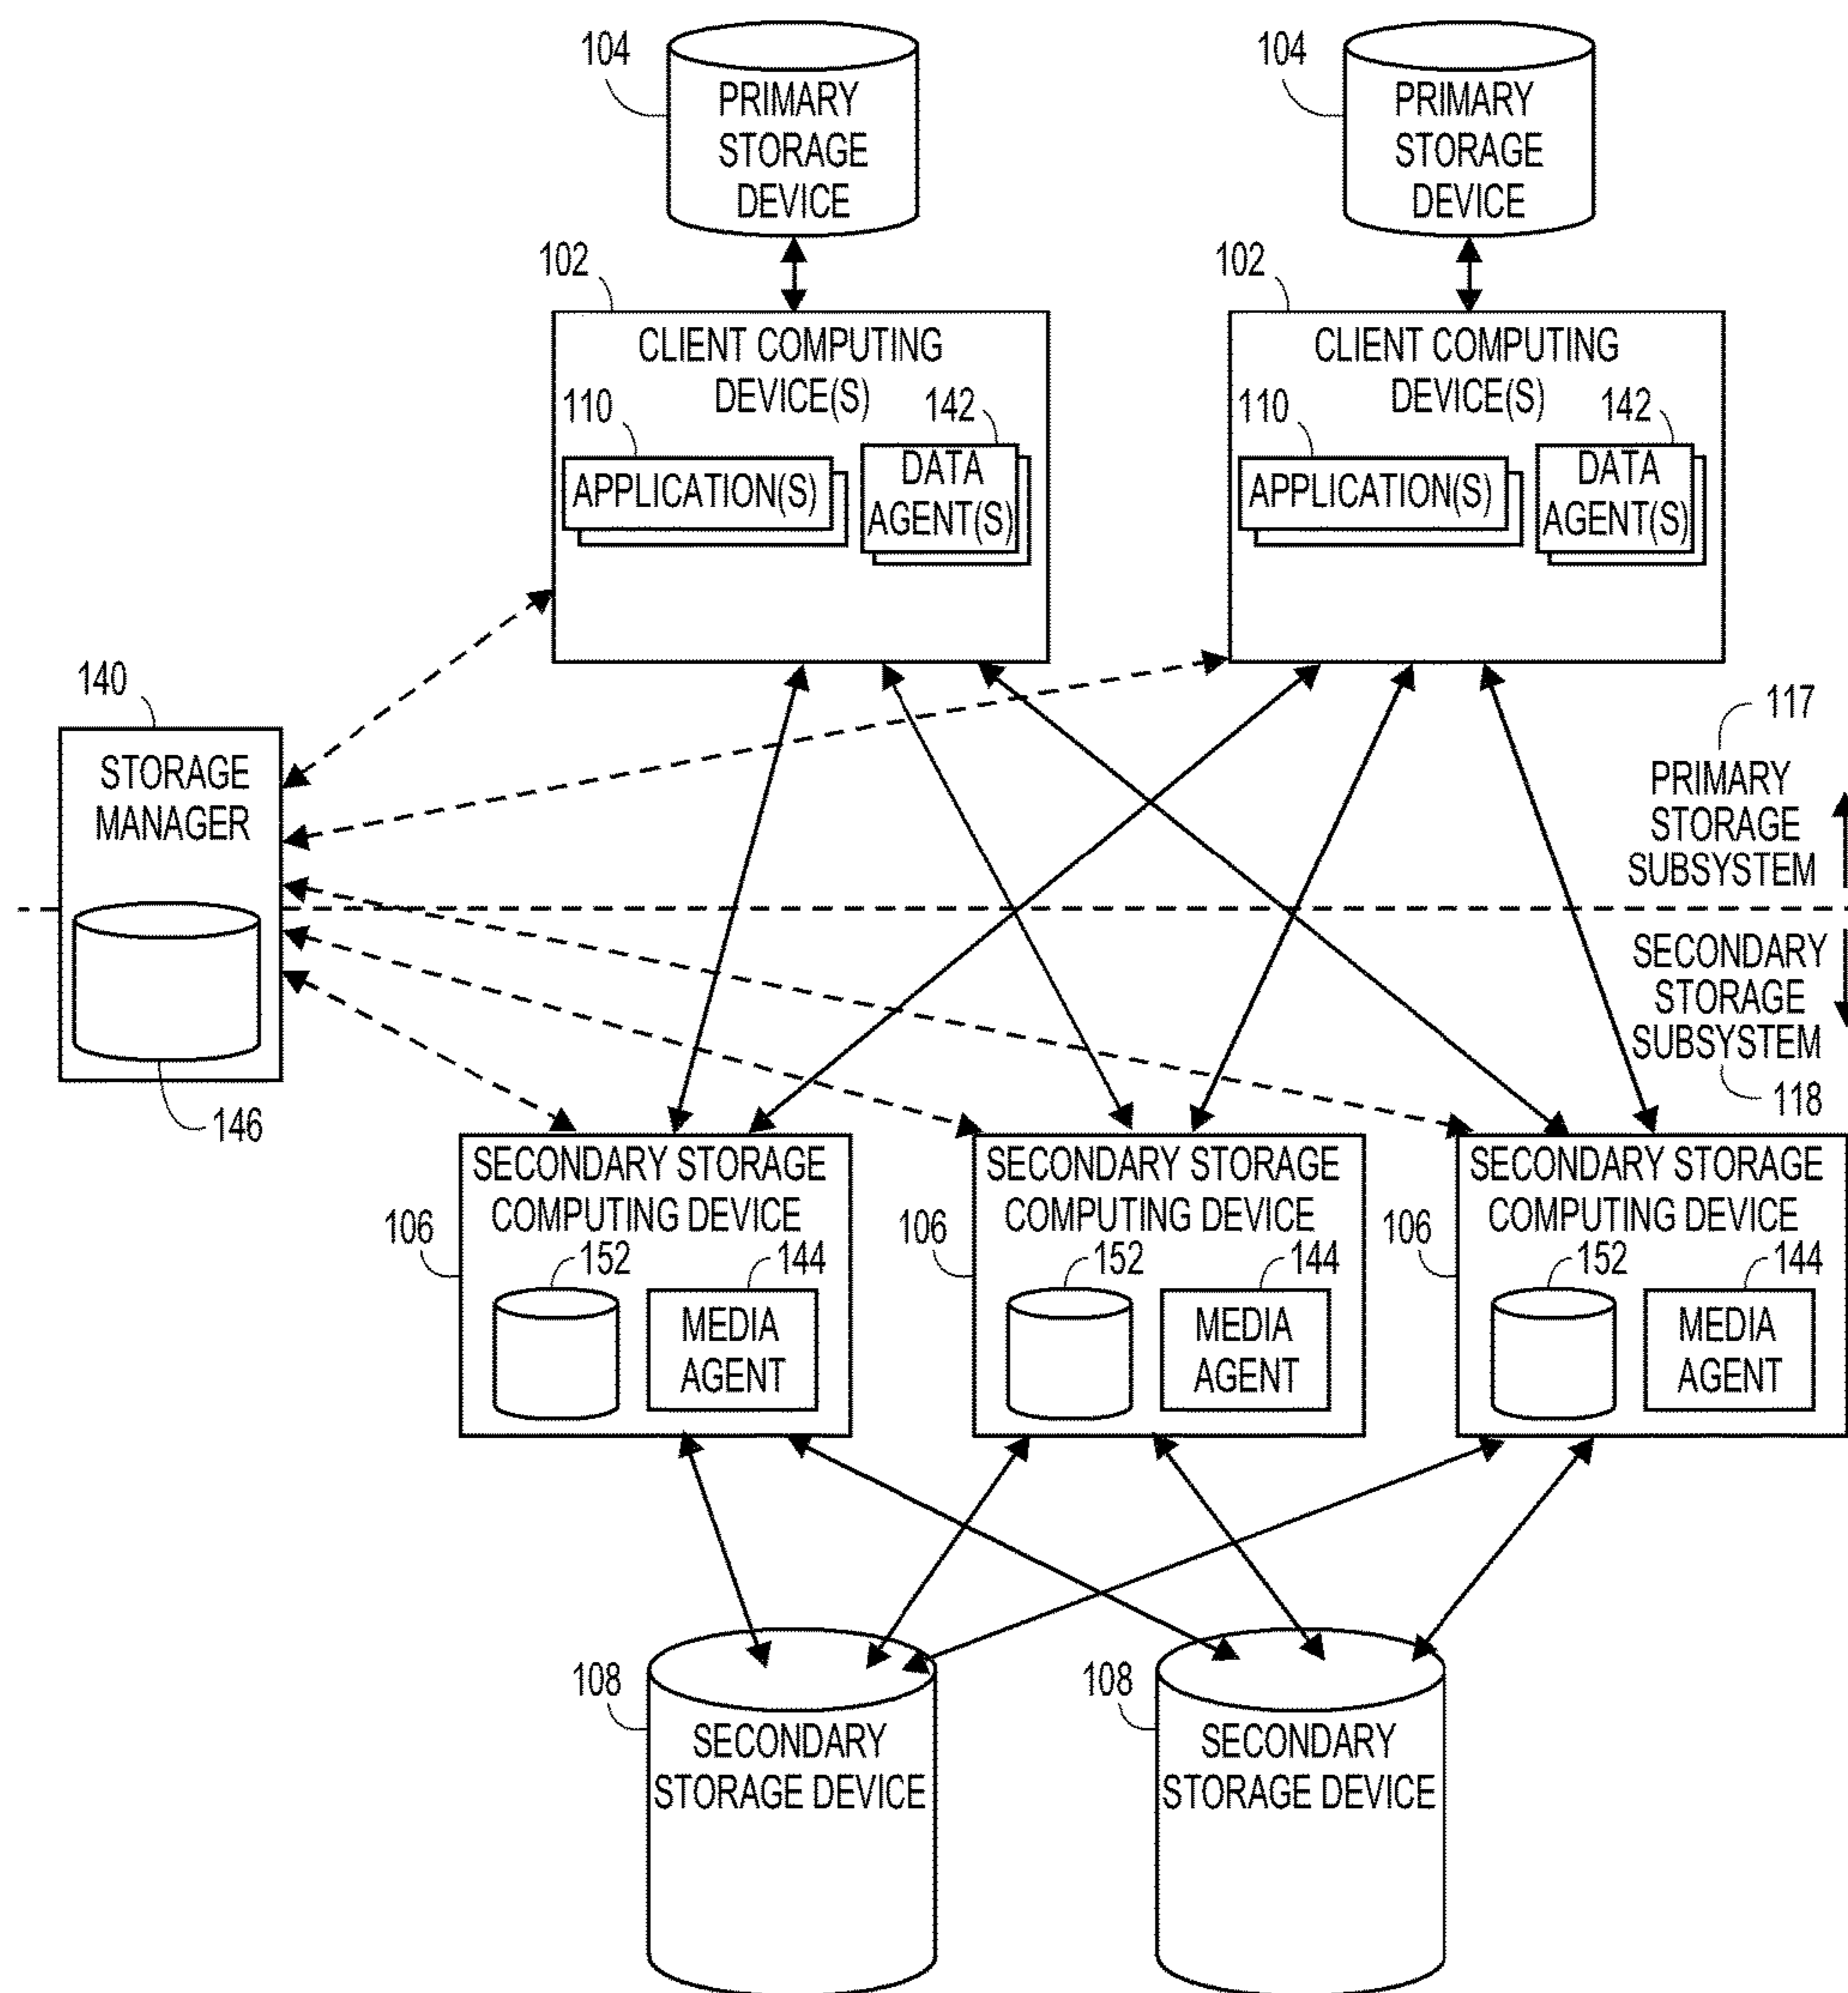 104
PRIMARY
STORAGE
DEVICE
104
PRIMARY
STORAGE
DEVICE
102
CLIENT COMPUTING
DEVICE(S)
110
142
APPLICATION(S)
DATA
AGENT(S)
102
CLIENT COMPUTING
DEVICE(S)
110
142
APPLICATION(S)
DATA
AGENT(S)
140
STORAGE
MANAGER
146
117
PRIMARY
STORAGE
SUBSYSTEM
SECONDARY
STORAGE
SUBSYSTEM
118
106
SECONDARY STORAGE
COMPUTING DEVICE
152
144
MEDIA
AGENT
106
SECONDARY STORAGE
COMPUTING DEVICE
152
144
MEDIA
AGENT
106
SECONDARY STORAGE
COMPUTING DEVICE
152
144
MEDIA
AGENT
108
SECONDARY
STORAGE DEVICE
108
SECONDARY
STORAGE DEVICE